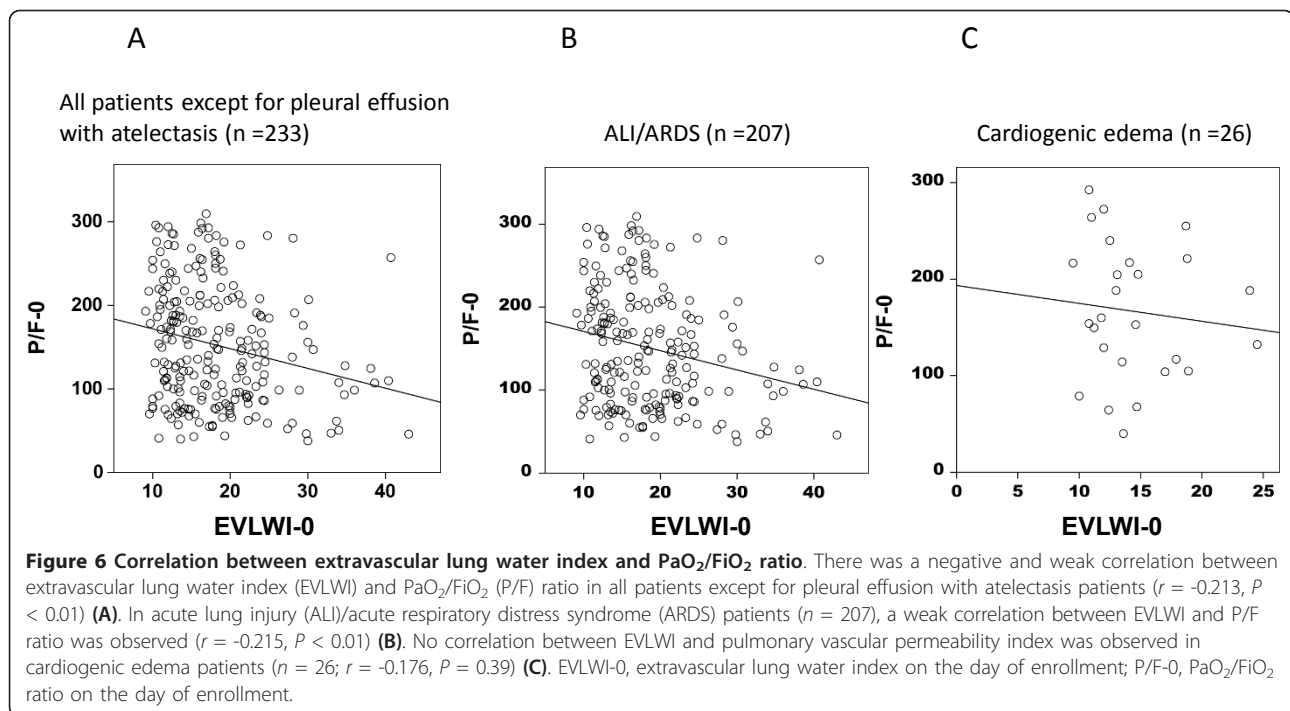 A B C
All patients except for pleural effusion
with atelectasis (n =233)
ALI/ARDS (n =207) Cardiogenic edema (n =26)
P/F-0
300
200
100
0
10 20 30 40
EVLWI-0
P/F-0
300
200
100
0
10 20 30 40
EVLWI-0
P/F-0
300
200
100
0
0 5 10 15 20 25
EVLWI-0
Figure 6 Correlation between extravascular lung water index and PaO₂/FiO₂ ratio. There was a negative and weak correlation between
extravascular lung water index (EVLWI) and PaO₂/FiO₂ (P/F) ratio in all patients except for pleural effusion with atelectasis patients (r = -0.213, P
< 0.01) (A). In acute lung injury (ALI)/acute respiratory distress syndrome (ARDS) patients (n = 207), a weak correlation between EVLWI and P/F
ratio was observed (r = -0.215, P < 0.01) (B). No correlation between EVLWI and pulmonary vascular permeability index was observed in
cardiogenic edema patients (n = 26; r = -0.176, P = 0.39) (C). EVLWI-0, extravascular lung water index on the day of enrollment; P/F-0, PaO₂/FiO₂
ratio on the day of enrollment.